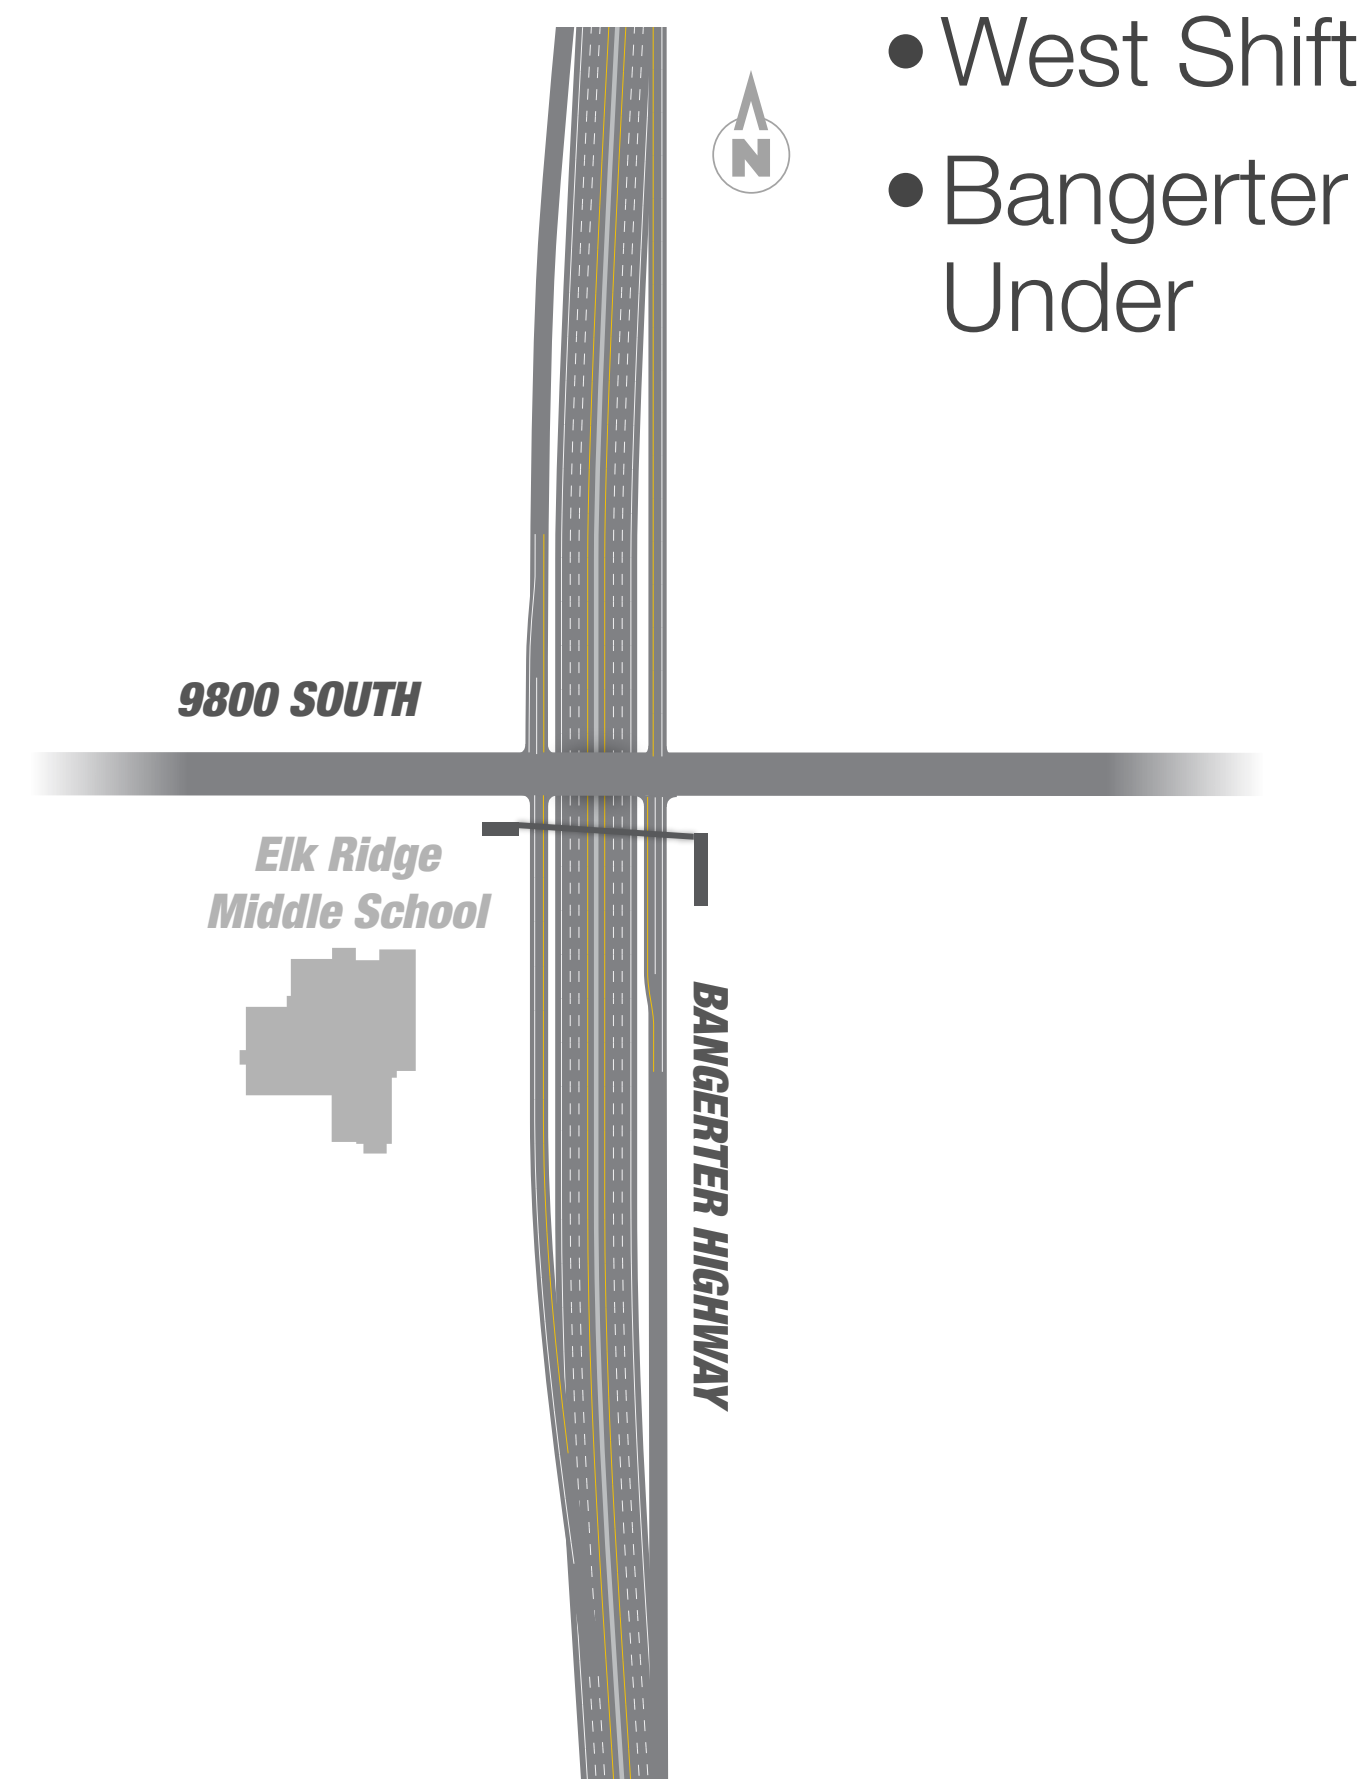 • West Shift
• Bangerter
Under
N
9800 SOUTH
Elk Ridge
Middle School
BANGERTER HIGHWAY